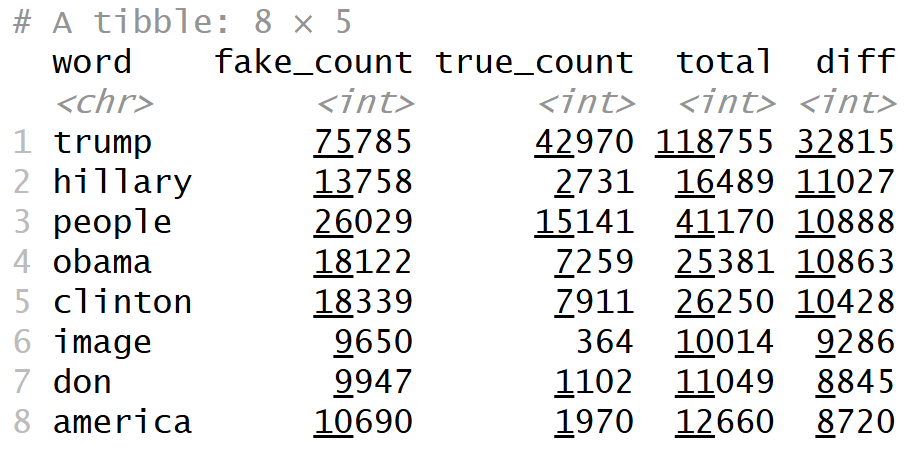 # A tibble: 8 × 5
word fake_count true_count total diff
<chr> <int> <int> <int> <int>
1 trump 75785 42970 118755 32815
2 hillary 13758 2731 16489 11027
3 people 26029 15141 41170 10888
4 obama 18122 7259 25381 10863
5 clinton 18339 7911 26250 10428
6 image 9650 364 10014 9286
7 don 9947 1102 11049 8845
8 america 10690 1970 12660 8720